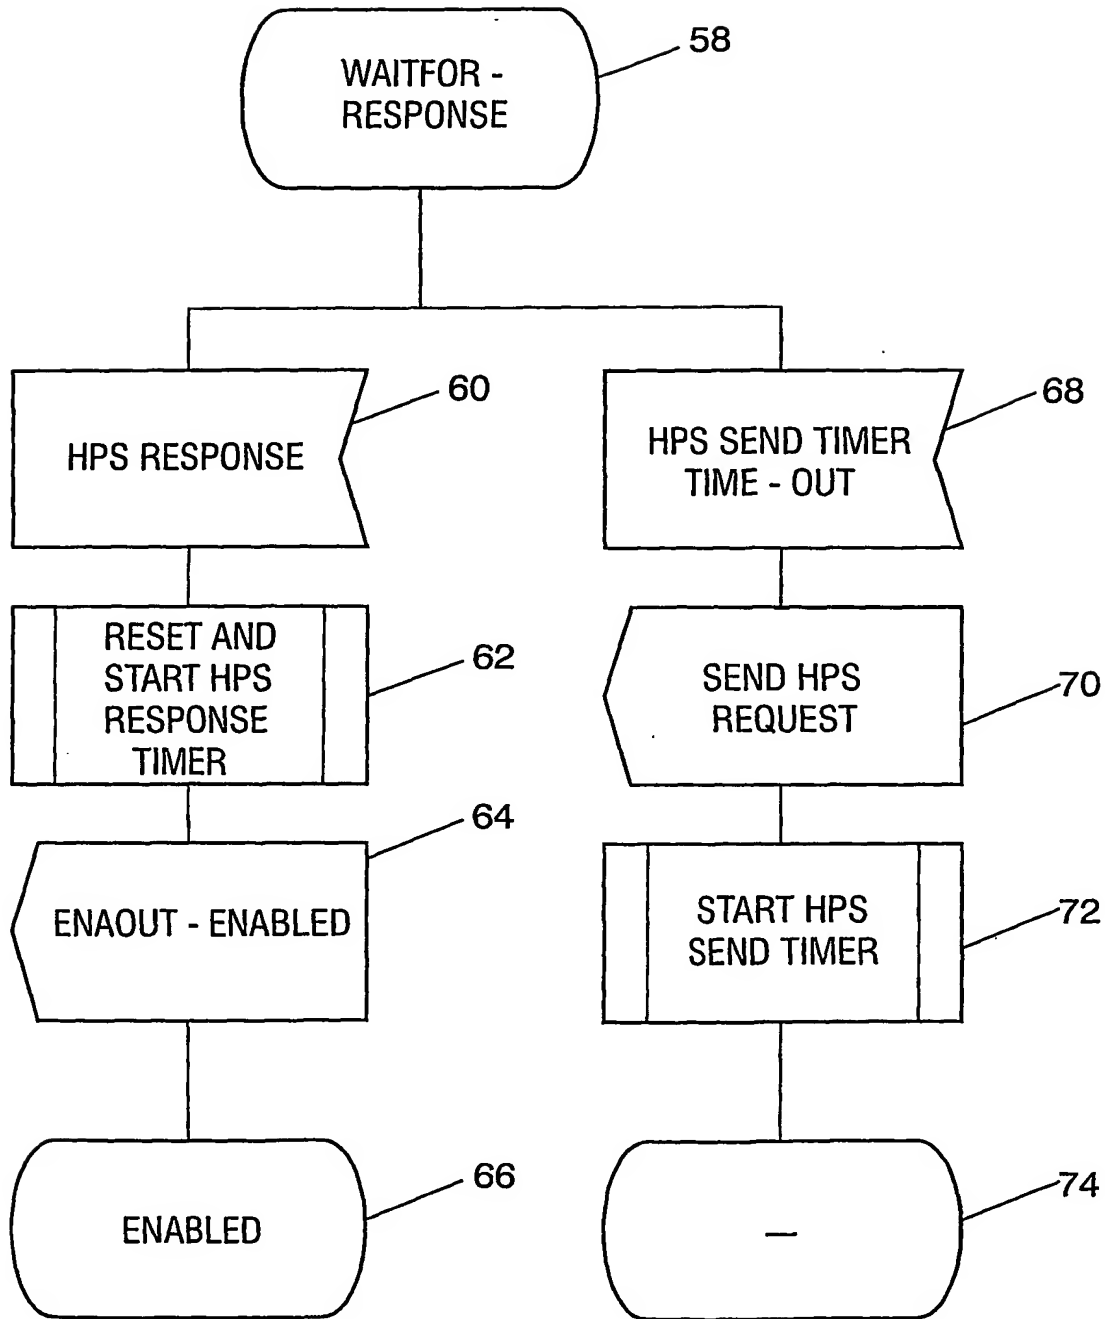 WAITFOR -
RESPONSE
58
HPS RESPONSE
60
RESET AND
START HPS
RESPONSE
TIMER
62
ENAOUT - ENABLED
64
ENABLED
66
HPS SEND TIMER
TIME - OUT
68
SEND HPS
REQUEST
70
START HPS
SEND TIMER
72
—
74